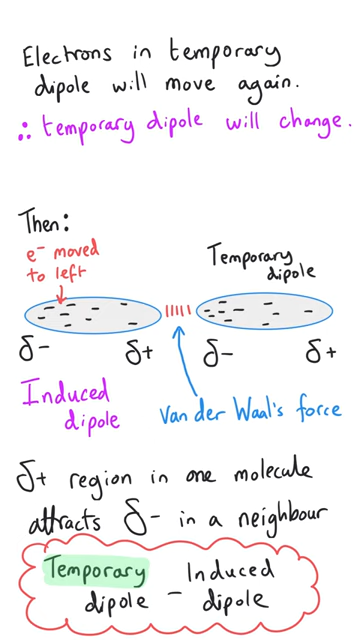 Electrons in temporary
dipole will move again.
∴ temporary dipole will change.
Then:
e⁻ moved
to left
Temporary
dipole
δ- δ+ δ- δ+
Induced
dipole
Van der Waal's force
δ+ region in one molecule
attracts δ- in a neighbour
Temporary - Induced
dipole dipole